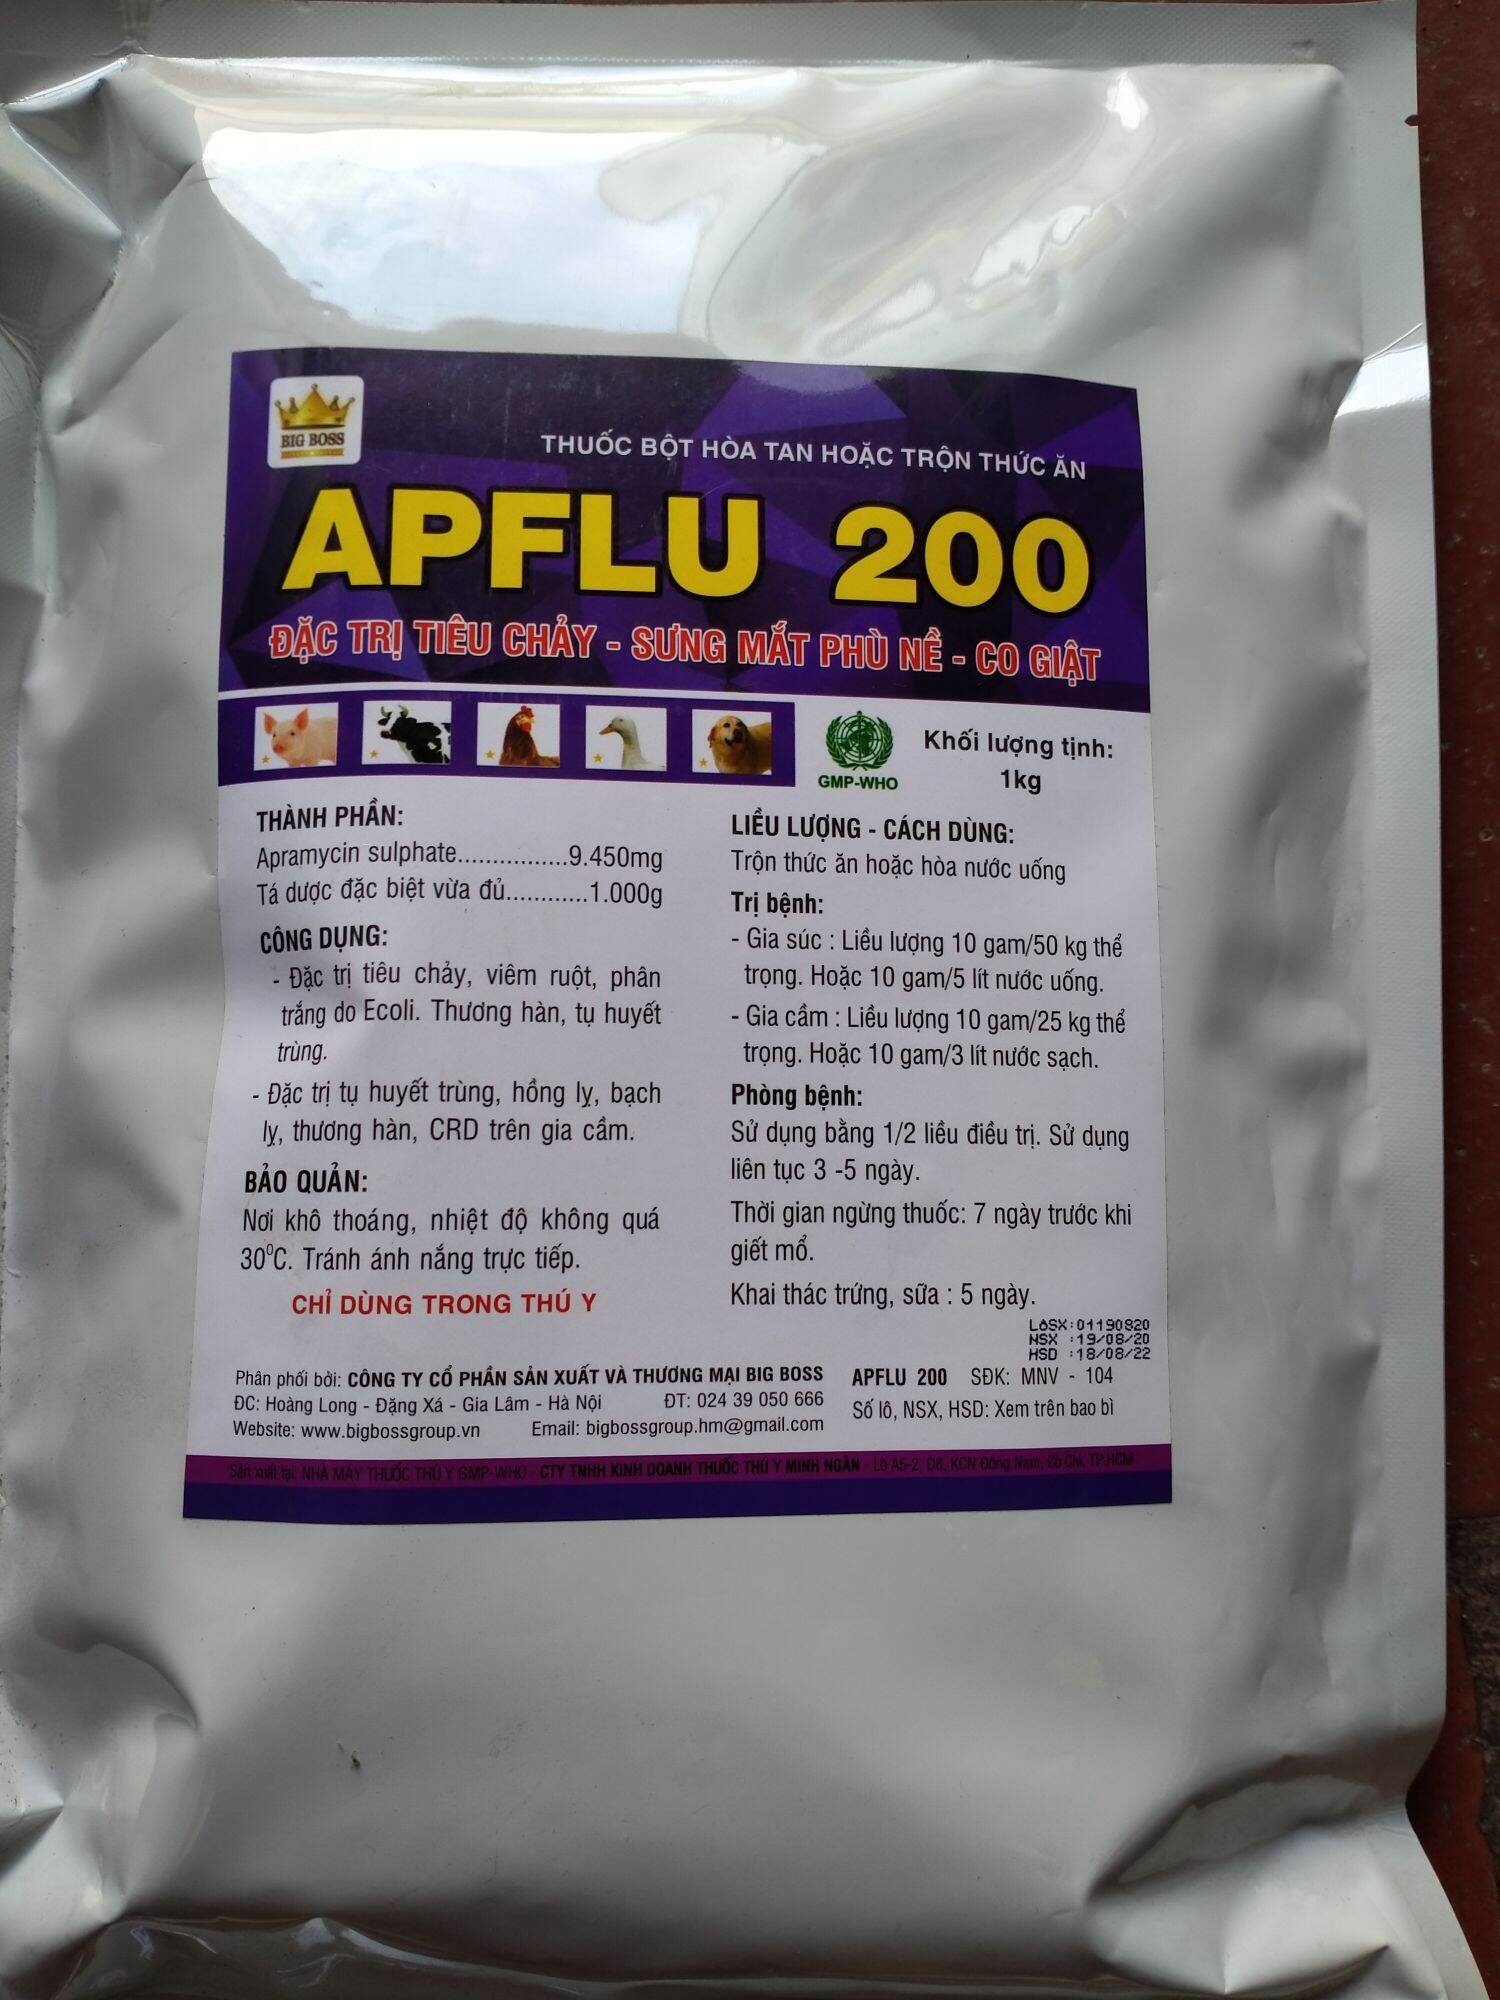 BIG BOSS
THUỐC BỘT HÒA TAN HOẶC TRỘN THỨC ĂN
APFLU 200
ĐẶC TRỊ TIÊU CHẢY - SƯNG MẮT PHÙ NỀ - CO GIẬT
GMP-WHO
Khối lượng tịnh:
1kg
THÀNH PHẦN:
Apramycin sulphate.................9.450mg
Tá dược đặc biệt vừa đủ............1.000g
CÔNG DỤNG:
- Đặc trị tiêu chảy, viêm ruột, phân
trắng do Ecoli. Thương hàn, tụ huyết
trùng.
- Đặc trị tụ huyết trùng, hồng lỵ, bạch
lỵ, thương hàn, CRD trên gia cầm.
BẢO QUẢN:
Nơi khô thoáng, nhiệt độ không quá
30⁰C. Tránh ánh nắng trực tiếp.
CHỈ DÙNG TRONG THÚ Y
LIỀU LƯỢNG - CÁCH DÙNG:
Trộn thức ăn hoặc hòa nước uống
Trị bệnh:
- Gia súc : Liều lượng 10 gam/50 kg thể
trọng. Hoặc 10 gam/5 lít nước uống.
- Gia cầm : Liều lượng 10 gam/25 kg thể
trọng. Hoặc 10 gam/3 lít nước sạch.
Phòng bệnh:
Sử dụng bằng 1/2 liều điều trị. Sử dụng
liên tục 3 -5 ngày.
Thời gian ngừng thuốc: 7 ngày trước khi
giết mổ.
Khai thác trứng, sữa : 5 ngày.
LôSX:01190820
NSX :19/08/20
HSD :18/08/22
Phân phối bởi: CÔNG TY CỔ PHẦN SẢN XUẤT VÀ THƯƠNG MẠI BIG BOSS
ĐC: Hoàng Long - Đặng Xá - Gia Lâm - Hà Nội ĐT: 024 39 050 666
Website: www.bigbossgroup.vn Email: bigbossgroup.hm@gmail.com
APFLU 200 SĐK: MNV - 104
Số lô, NSX, HSD: Xem trên bao bì
Sản xuất tại: NHÀ MÁY THUỐC THÚ Y GMP-WHO - CTY TNHH KINH DOANH THUỐC THÚ Y MINH NGÂN - Lô A5-2, D8, KCN Đông Nam, Củ Chi, TP.HCM